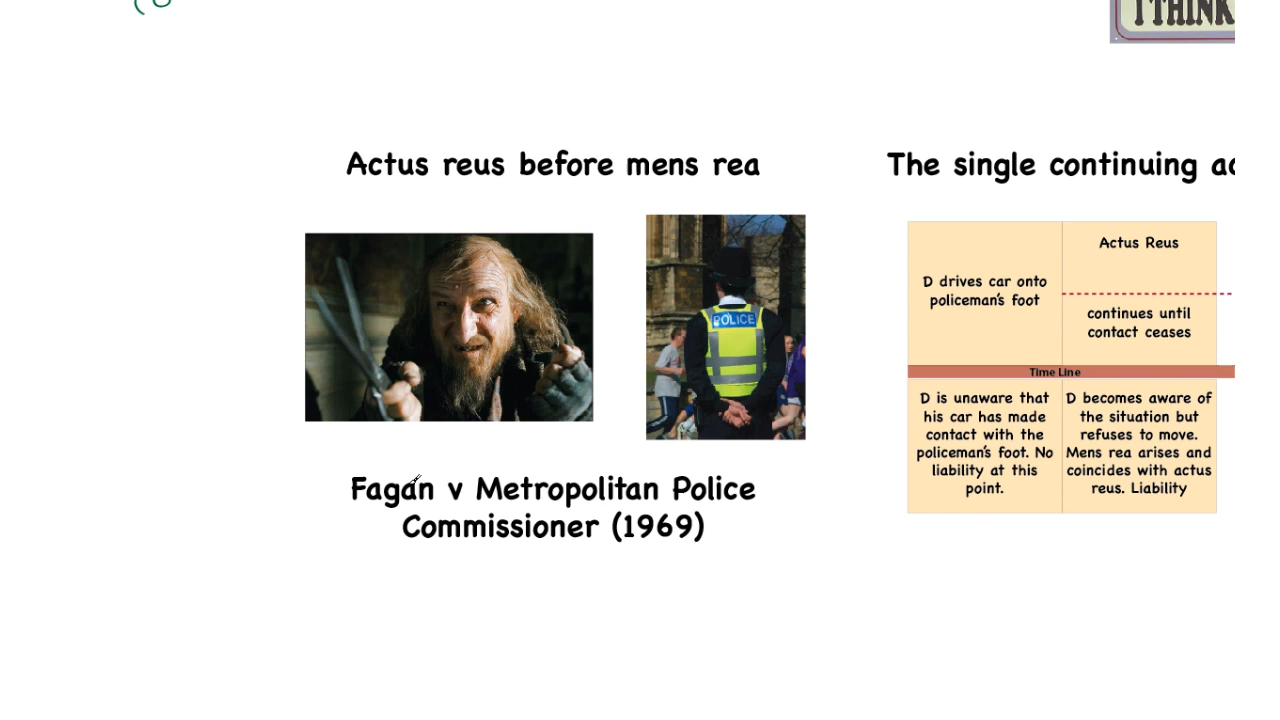 I THINK
Actus reus before mens rea
The single continuing
POLICE
Fagan v Metropolitan Police
Commissioner (1969)
D drives car onto
policeman's foot
Actus Reus
continues until
contact ceases
Time Line
D is unaware that
his car has made
contact with the
policeman's foot. No
liability at this
point.
D becomes aware of
the situation but
refuses to move.
Mens rea arises and
coincides with actus
reus. Liability